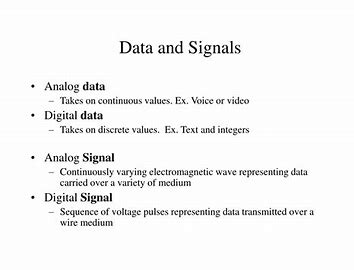 Data and Signals
• Analog data
– Takes on continuous values. Ex. Voice or video
• Digital data
– Takes on discrete values.  Ex. Text and integers
• Analog Signal
– Continuously varying electromagnetic wave representing data
carried over a variety of medium
• Digital Signal
– Sequence of voltage pulses representing data transmitted over a
wire medium